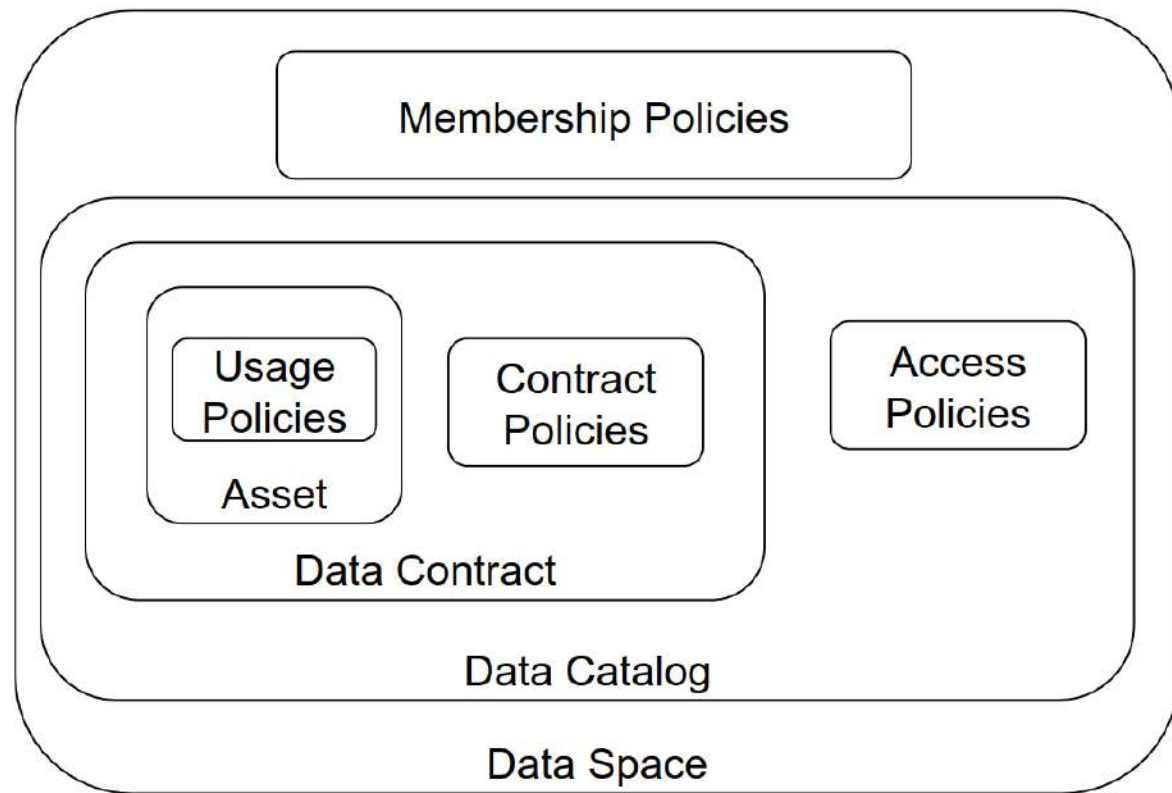 Membership Policies
Usage
Policies
Asset
Contract
Policies
Access
Policies
Data Contract
Data Catalog
Data Space